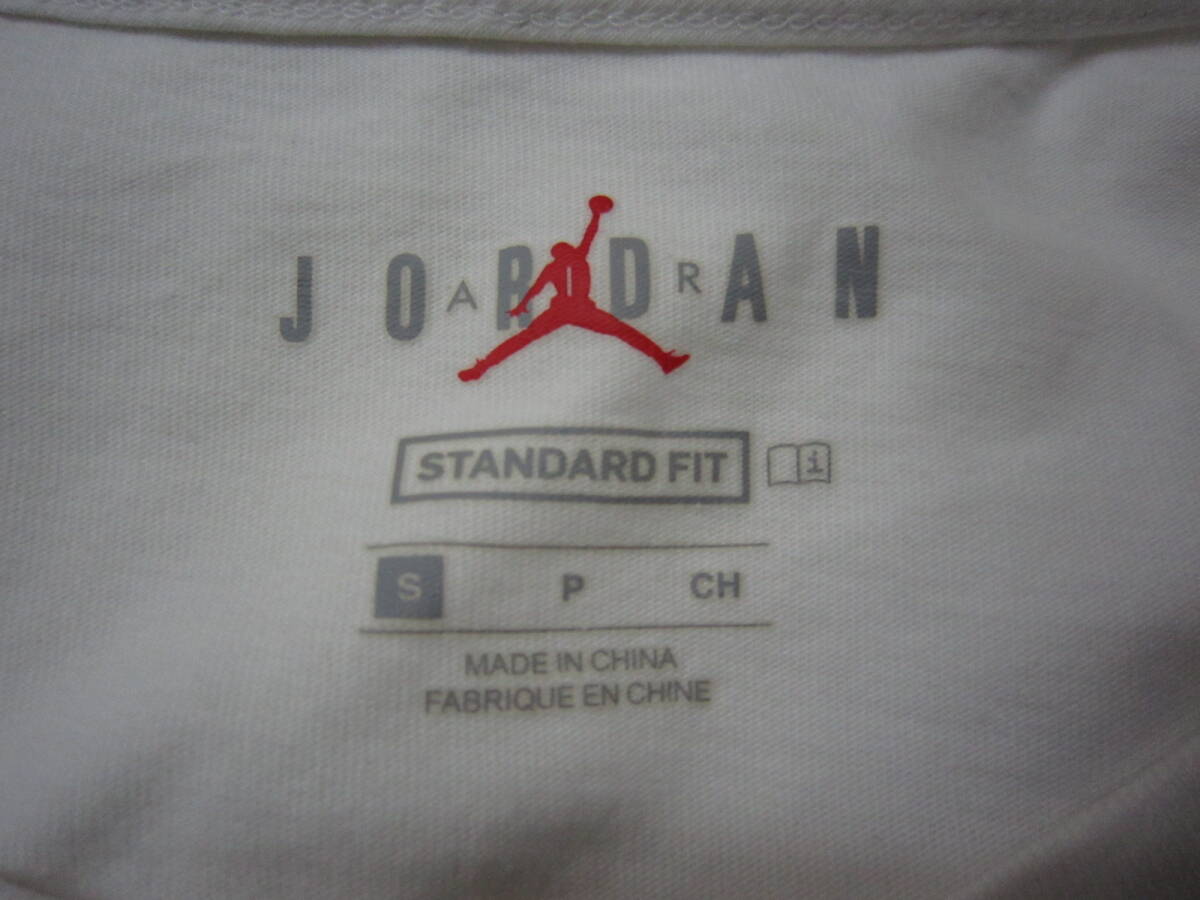 JORDAN
AIR
STANDARD FIT i
S P CH
MADE IN CHINA
FABRIQUE EN CHINE